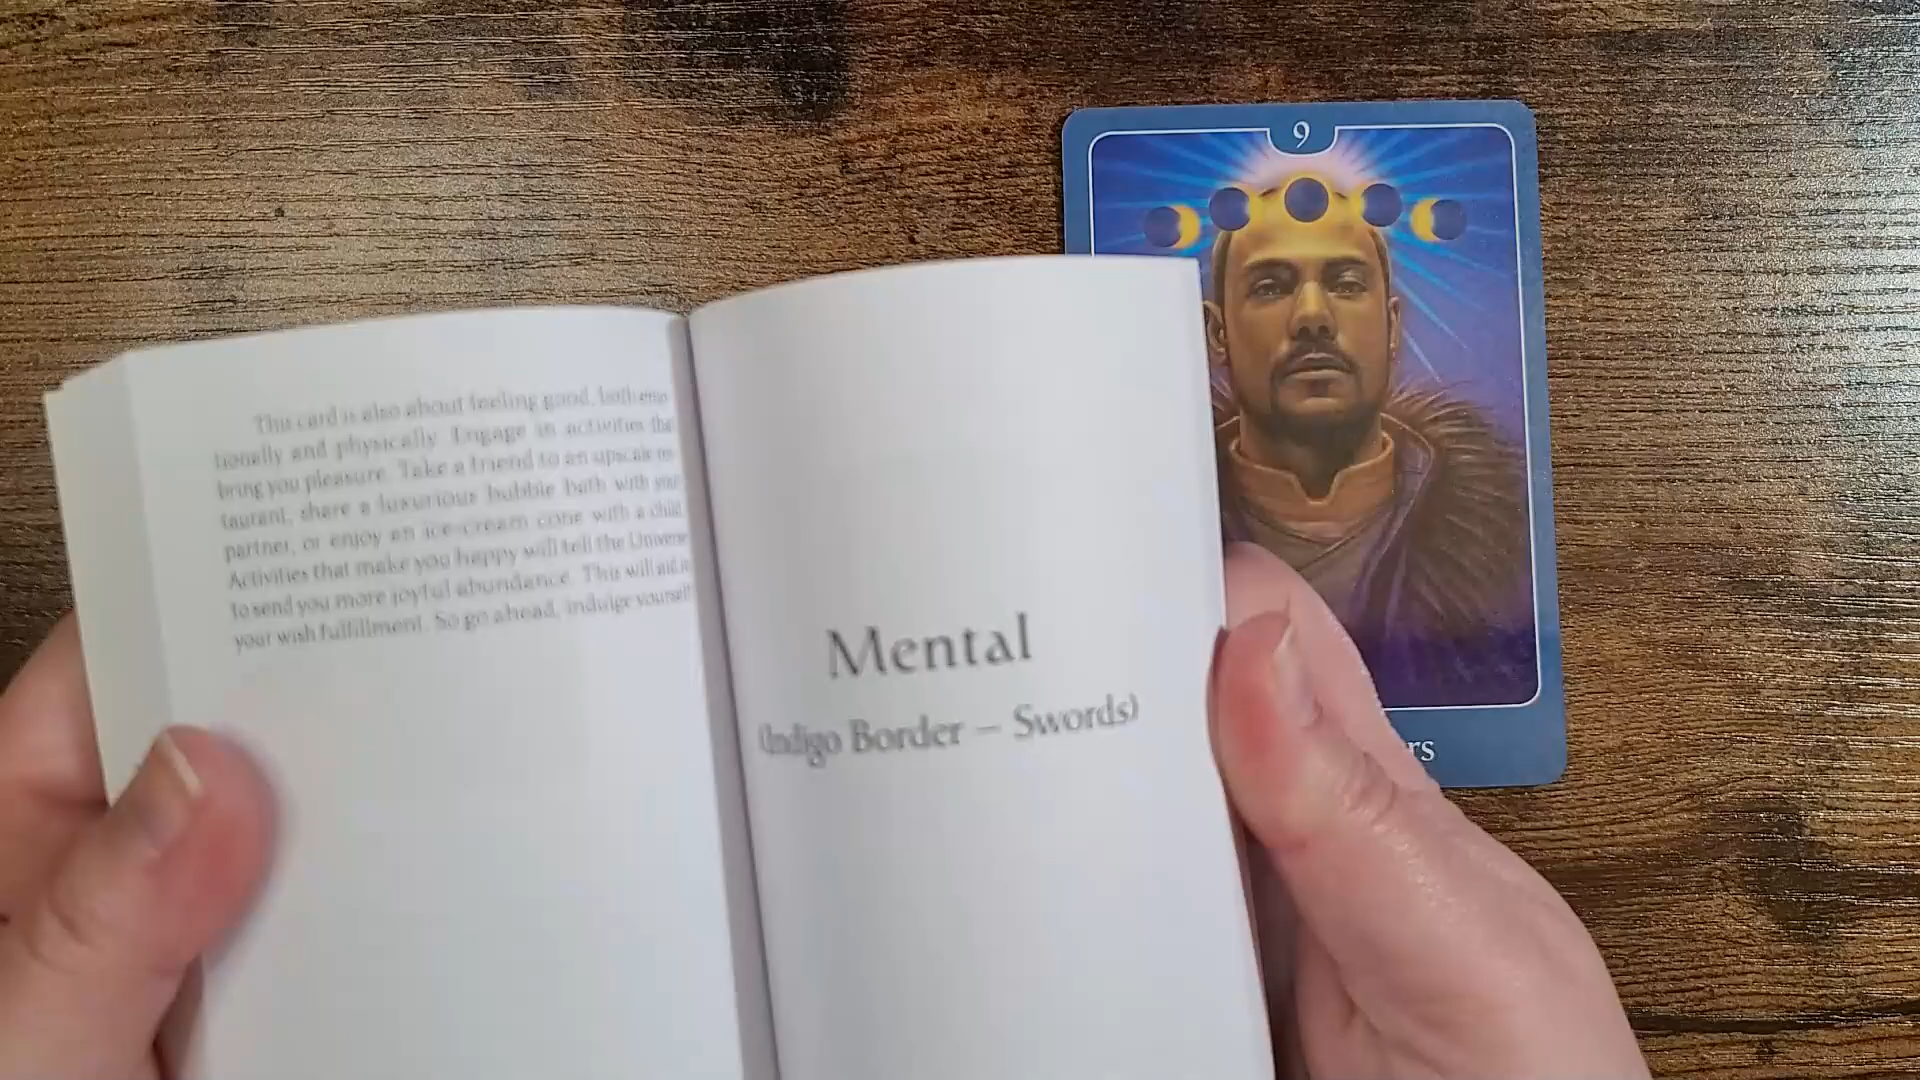 This card is also about feeling good, both emo
tionally and physically. Engage in activities tha
bring you pleasure. Take a friend to an upscale res
taurant, share a luxurious bubble bath with your
partner, or enjoy an ice-cream cone with a child.
Activities that make you happy will tell the Universe
to send you more joyful abundance. This will aid in
your wish fulfillment. So go ahead, indulge yourself
Mental
(Indigo Border – Swords)
9
rs